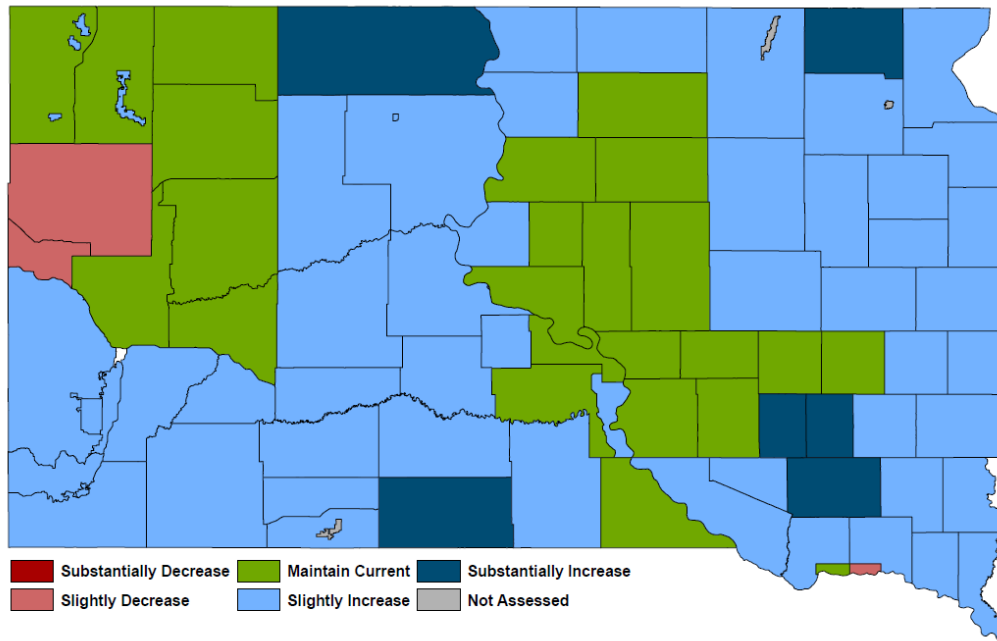 Substantially Decrease Maintain Current Substantially Increase
Slightly Decrease Slightly Increase Not Assessed